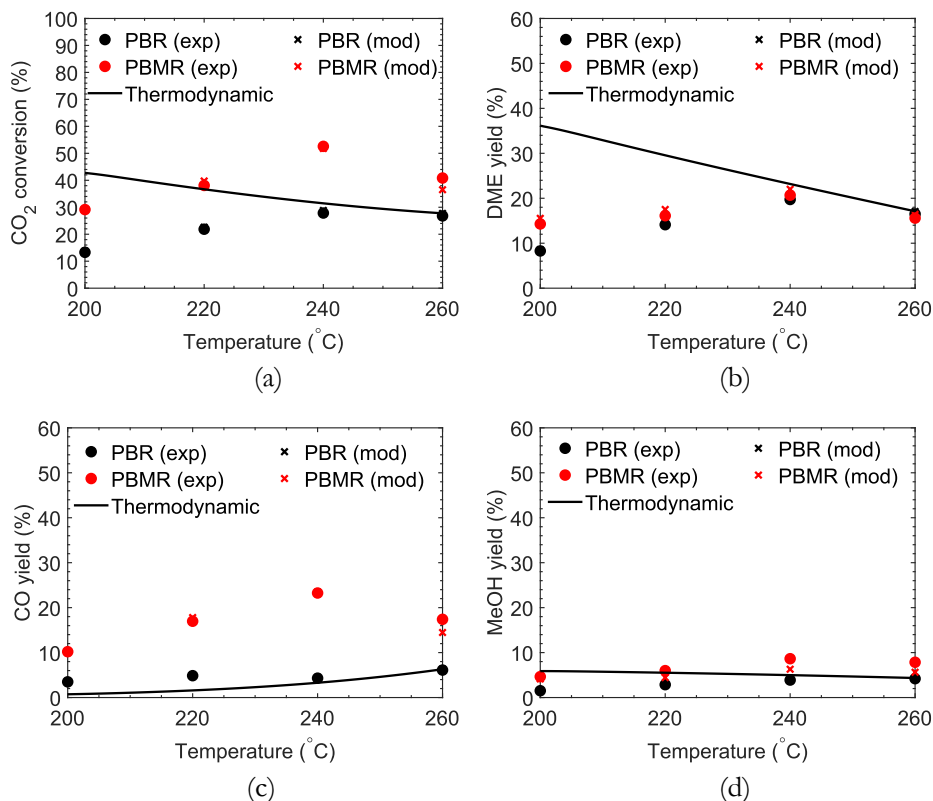 100
90
80
70
60
50
40
30
20
10
0
CO2 conversion (%)
PBR (exp)
PBR (mod)
PBMR (exp)
PBMR (mod)
Thermodynamic
200
220
240
260
Temperature (°C)
(a)
60
50
40
30
20
10
0
DME yield (%)
PBR (exp)
PBR (mod)
PBMR (exp)
PBMR (mod)
Thermodynamic
200
220
240
260
Temperature (°C)
(b)
60
50
40
30
20
10
0
CO yield (%)
PBR (exp)
PBR (mod)
PBMR (exp)
PBMR (mod)
Thermodynamic
200
220
240
260
Temperature (°C)
(c)
60
50
40
30
20
10
0
MeOH yield (%)
PBR (exp)
PBR (mod)
PBMR (exp)
PBMR (mod)
Thermodynamic
200
220
240
260
Temperature (°C)
(d)